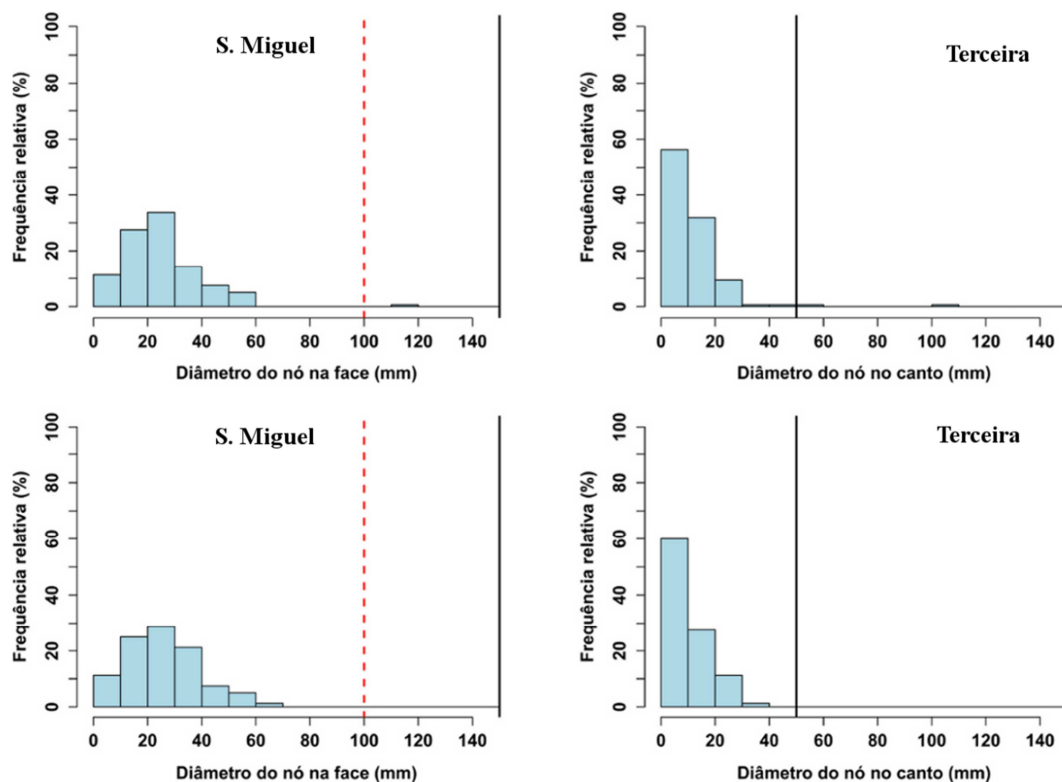 S. Miguel
Frequência relativa (%)
0 20 40 60 80 100
0 20 40 60 80 100 120 140
Diâmetro do nó na face (mm)
Terceira
Frequência relativa (%)
0 20 40 60 80 100
0 20 40 60 80 100 120 140
Diâmetro do nó no canto (mm)
S. Miguel
Frequência relativa (%)
0 20 40 60 80 100
0 20 40 60 80 100 120 140
Diâmetro do nó na face (mm)
Terceira
Frequência relativa (%)
0 20 40 60 80 100
0 20 40 60 80 100 120 140
Diâmetro do nó no canto (mm)